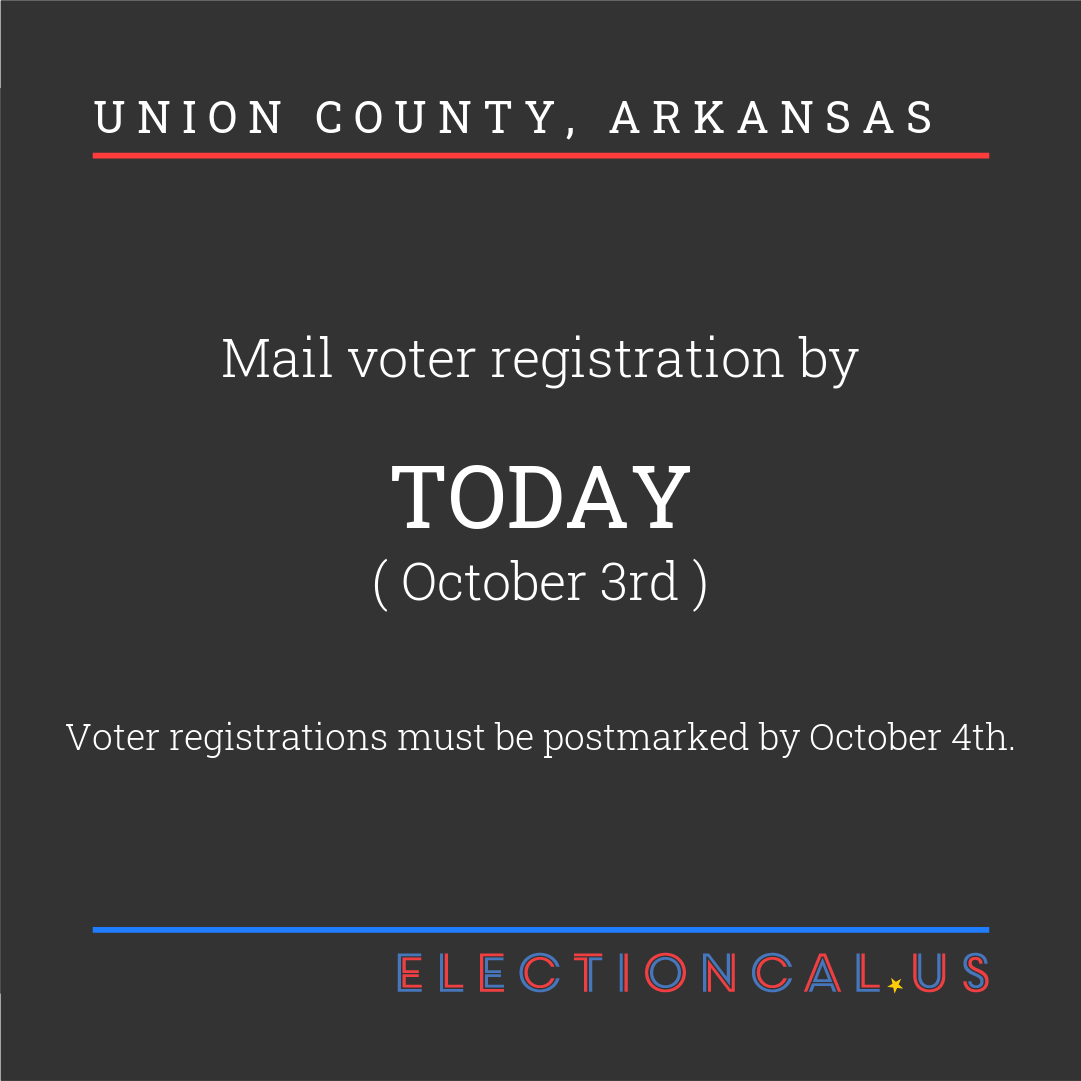 UNION COUNTY, ARKANSAS
Mail voter registration by
TODAY
( October 3rd )
Voter registrations must be postmarked by October 4th.
ELECTIONCAL★US